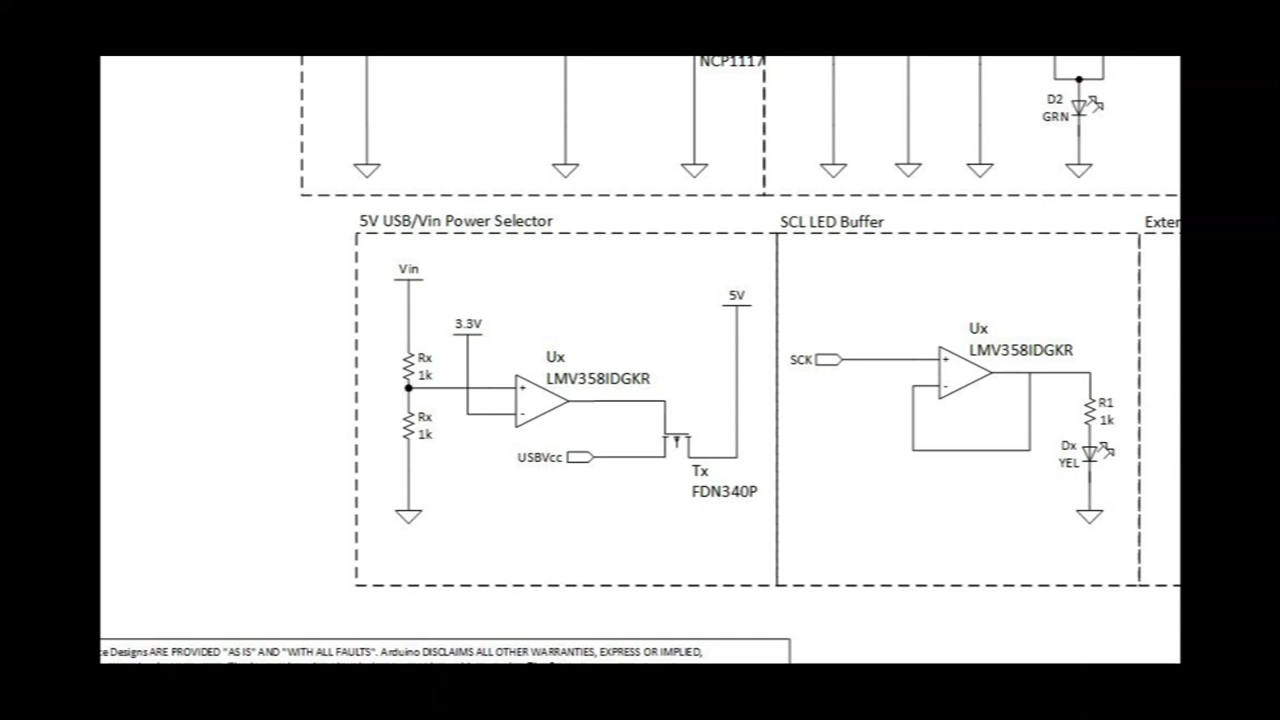 NCP1117
D2
GRN
5V USB/Vin Power Selector
SCL LED Buffer
Exter
Vin
5V
3.3V
Rx
1k
Ux
LMV358IDGKR
+
-
Rx
1k
USBVcc
Tx
FDN340P
Ux
LMV358IDGKR
SCK
+
-
R1
1k
Dx
YEL
e Designs ARE PROVIDED "AS IS" AND "WITH ALL FAULTS". Arduino DISCLAIMS ALL OTHER WARRANTIES, EXPRESS OR IMPLIED,